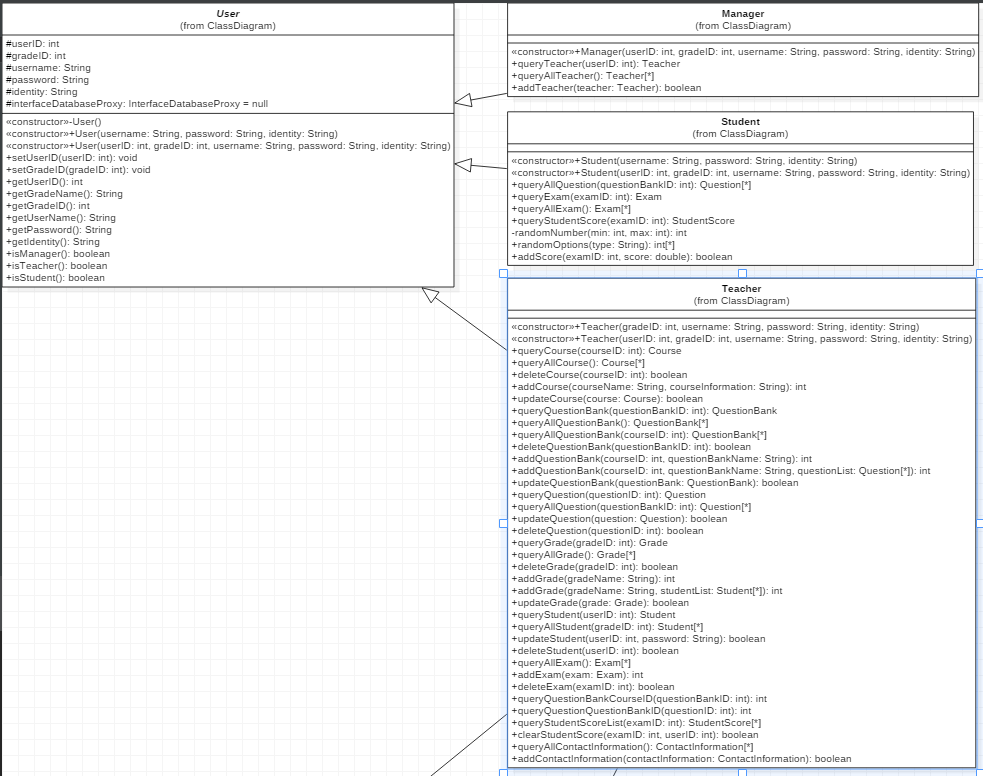 User
(from ClassDiagram)
#userID: int
#gradeID: int
#username: String
#password: String
#identity: String
#interfaceDatabaseProxy: InterfaceDatabaseProxy = null
«constructor»-User()
«constructor»+User(username: String, password: String, identity: String)
«constructor»+User(userID: int, gradeID: int, username: String, password: String, identity: String)
+setUserID(userID: int): void
+setGradeID(gradeID: int): void
+getUserID(): int
+getGradeName(): String
+getGradeID(): int
+getUserName(): String
+getPassword(): String
+getIdentity(): String
+isManager(): boolean
+isTeacher(): boolean
+isStudent(): boolean
Manager
(from ClassDiagram)
«constructor»+Manager(userID: int, gradeID: int, username: String, password: String, identity: String)
+queryTeacher(userID: int): Teacher
+queryAllTeacher(): Teacher[*]
+addTeacher(teacher: Teacher): boolean
Student
(from ClassDiagram)
«constructor»+Student(username: String, password: String, identity: String)
«constructor»+Student(userID: int, gradeID: int, username: String, password: String, identity: String)
+queryAllQuestion(questionBankID: int): Question[*]
+queryExam(examID: int): Exam
+queryAllExam(): Exam[*]
+queryStudentScore(examID: int): StudentScore
-randomNumber(min: int, max: int): int
+randomOptions(type: String): int[*]
+addScore(examID: int, score: double): boolean
Teacher
(from ClassDiagram)
«constructor»+Teacher(gradeID: int, username: String, password: String, identity: String)
«constructor»+Teacher(userID: int, gradeID: int, username: String, password: String, identity: String)
+queryCourse(courseID: int): Course
+queryAllCourse(): Course[*]
+deleteCourse(courseID: int): boolean
+addCourse(courseName: String, courseInformation: String): int
+updateCourse(course: Course): boolean
+queryQuestionBank(questionBankID: int): QuestionBank
+queryAllQuestionBank(): QuestionBank[*]
+queryAllQuestionBank(courseID: int): QuestionBank[*]
+deleteQuestionBank(questionBankID: int): boolean
+addQuestionBank(courseID: int, questionBankName: String): int
+addQuestionBank(courseID: int, questionBankName: String, questionList: Question[*]): int
+updateQuestionBank(questionBank: QuestionBank): boolean
+queryQuestion(questionID: int): Question
+queryAllQuestion(questionBankID: int): Question[*]
+updateQuestion(question: Question): boolean
+deleteQuestion(questionID: int): boolean
+queryGrade(gradeID: int): Grade
+queryAllGrade(): Grade[*]
+deleteGrade(gradeID: int): boolean
+addGrade(gradeName: String): int
+addGrade(gradeName: String, studentList: Student[*]): int
+updateGrade(grade: Grade): boolean
+queryStudent(userID: int): Student
+queryAllStudent(gradeID: int): Student[*]
+updateStudent(userID: int, password: String): boolean
+deleteStudent(userID: int): boolean
+queryAllExam(): Exam[*]
+addExam(exam: Exam): int
+deleteExam(examID: int): boolean
+queryQuestionBankCourseID(questionBankID: int): int
+queryQuestionQuestionBankID(questionID: int): int
+queryStudentScoreList(examID: int): StudentScore[*]
+clearStudentScore(examID: int, userID: int): boolean
+queryAllContactInformation(): ContactInformation[*]
+addContactInformation(contactInformation: ContactInformation): boolean